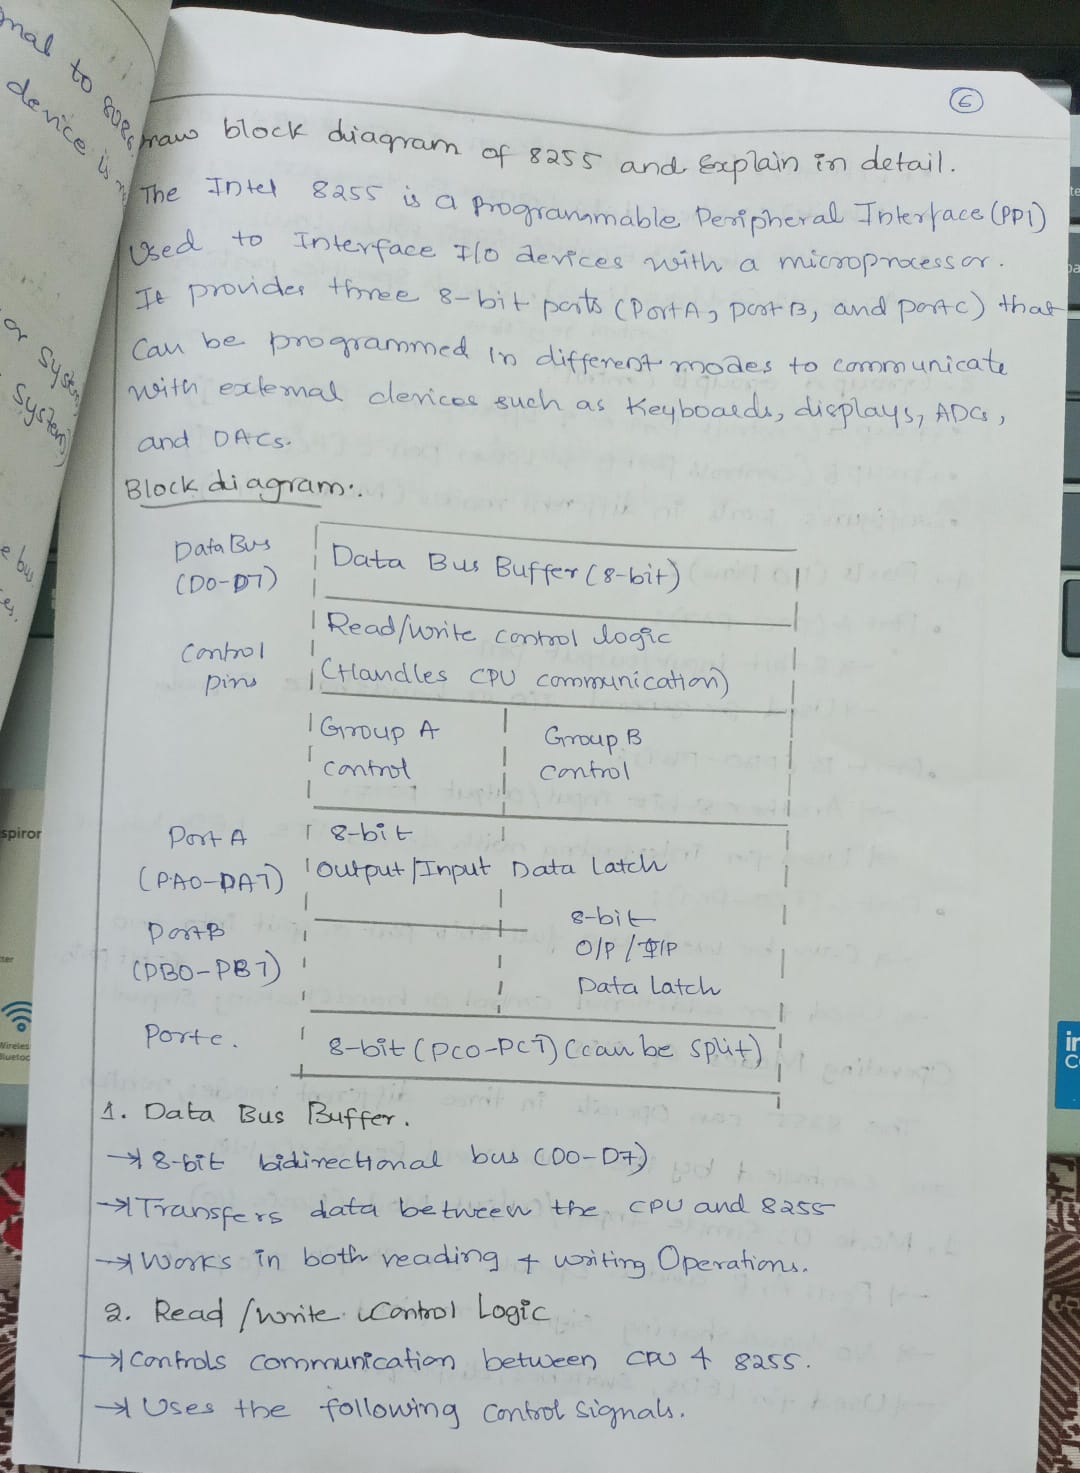 6
Draw block diagram of 8255 and Explain in detail.
The Intel 8255 is a Programmable Peripheral Interface (PPI)
Used to Interface I/O devices with a microprocessor.
It provides three 8-bit ports (Port A, port B, and port C) that
Can be programmed in different modes to communicate
with external devices such as Keyboards, displays, ADCs,
and DACs.
Block diagram:.
Data Bus
(D0-D7)
Data Bus Buffer (8-bit)
Control
Pins
Read/write control logic
(Handles CPU communication)
Group A
control
Group B
control
Port A
(PA0-PA7)
8-bit
Output/Input Data Latch
Port B
(PB0-PB7)
8-bit
O/P / I/P
Data Latch
Port C.
8-bit (PC0-PC7) (can be split)
1. Data Bus Buffer.
→ 8-bit bidirectional bus (D0-D7)
→ Transfers data between the CPU and 8255
→ Works in both reading + writing Operations.
2. Read/write Control Logic
→ Controls communication between CPU & 8255.
→ Uses the following control signals.
onal to 8086.
device is
or system
system)
e bus
spiron
Wireless
Bluetoo